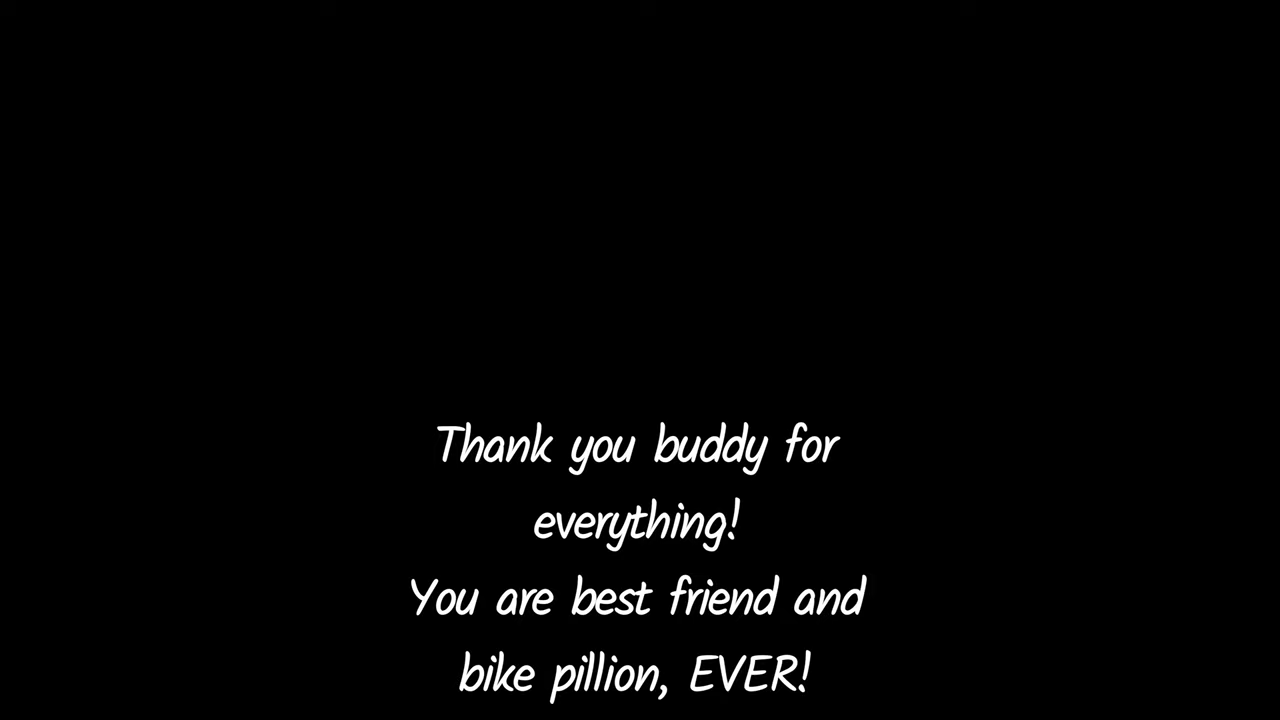 Thank you buddy for
everything!
You are best friend and
bike pillion, EVER!